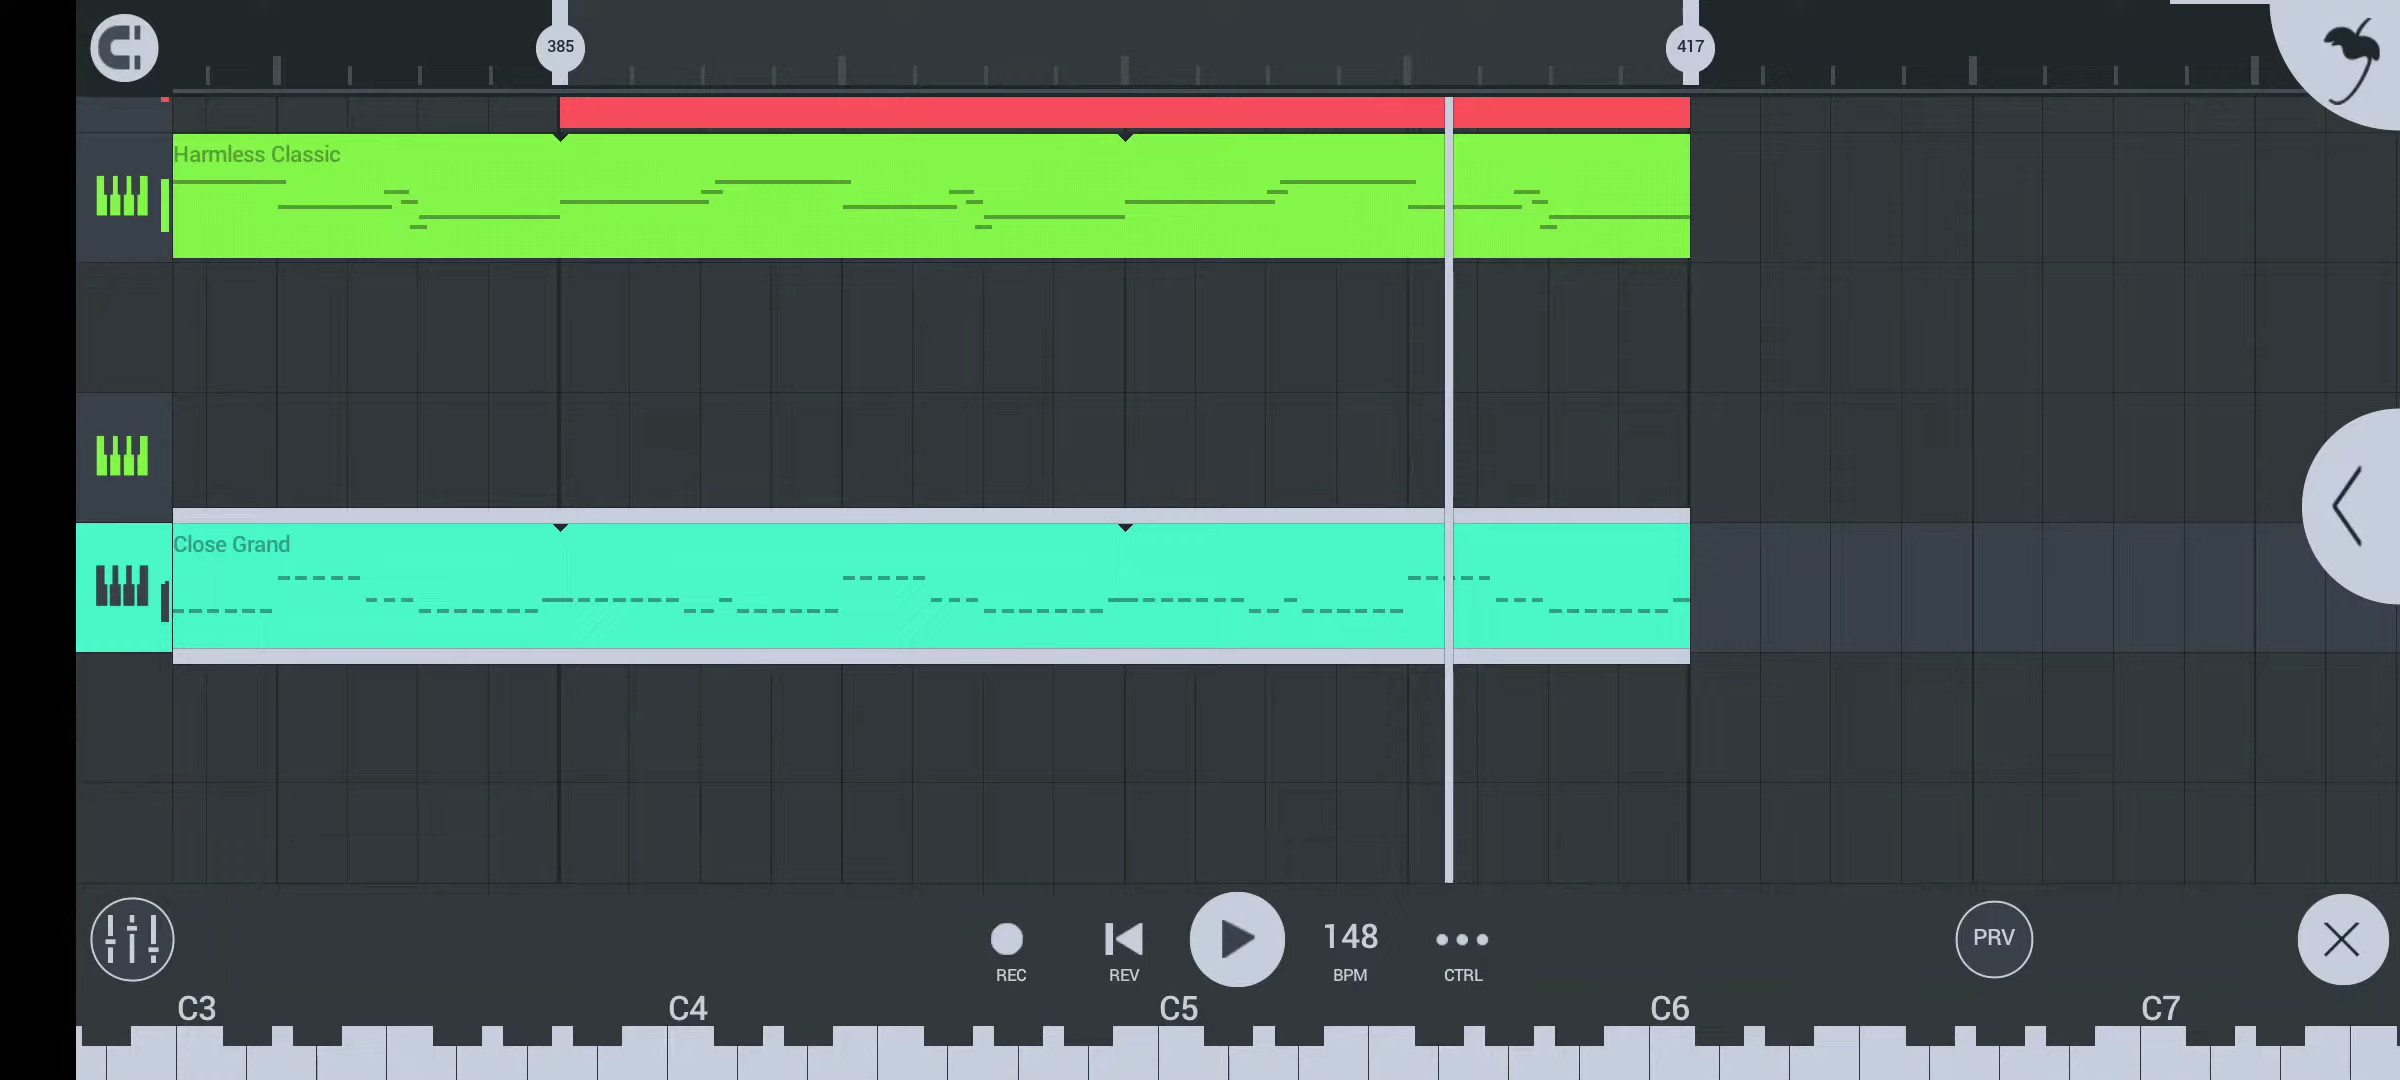 385
417
Harmless Classic
Close Grand
148
PRV
REC
REV
BPM
CTRL
C3
C4
C5
C6
C7